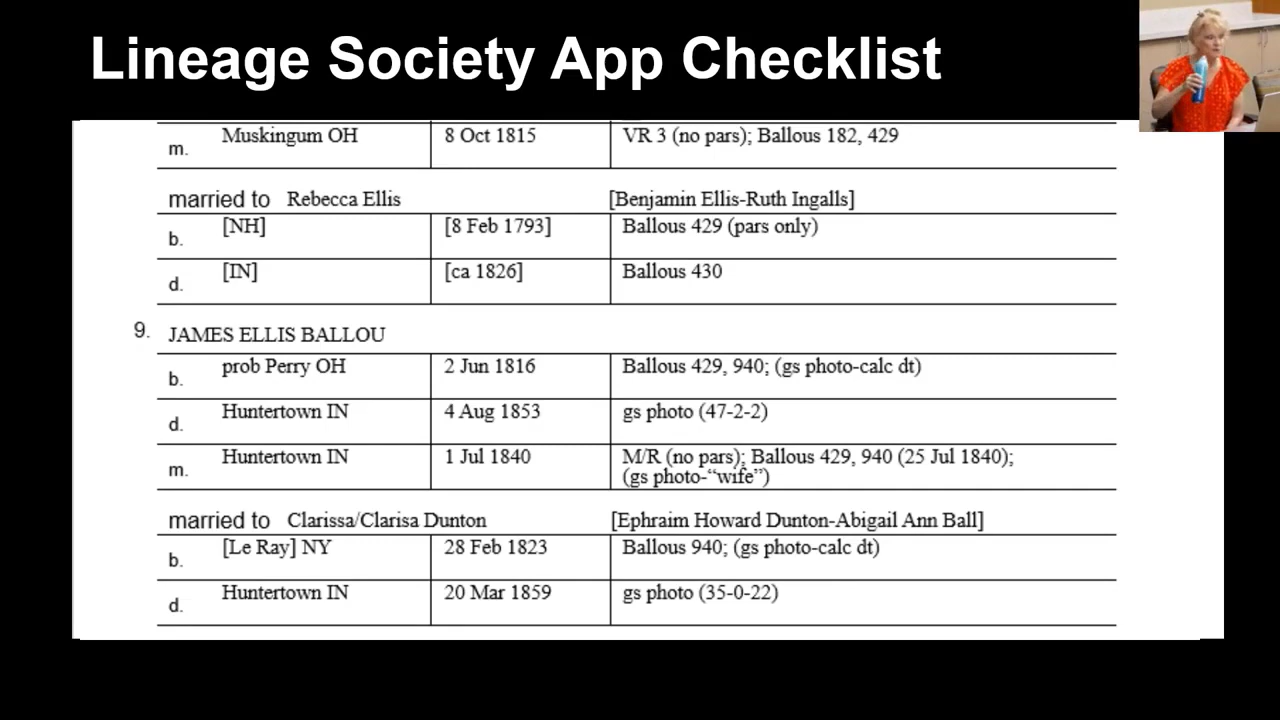 Lineage Society App Checklist
m. Muskingum OH 8 Oct 1815 VR 3 (no pars); Ballous 182, 429
married to Rebecca Ellis [Benjamin Ellis-Ruth Ingalls]
b. [NH] [8 Feb 1793] Ballous 429 (pars only)
d. [IN] [ca 1826] Ballous 430
9. JAMES ELLIS BALLOU
b. prob Perry OH 2 Jun 1816 Ballous 429, 940; (gs photo-calc dt)
d. Huntertown IN 4 Aug 1853 gs photo (47-2-2)
m. Huntertown IN 1 Jul 1840 M/R (no pars); Ballous 429, 940 (25 Jul 1840);
(gs photo-“wife”)
married to Clarissa/Clarisa Dunton [Ephraim Howard Dunton-Abigail Ann Ball]
b. [Le Ray] NY 28 Feb 1823 Ballous 940; (gs photo-calc dt)
d. Huntertown IN 20 Mar 1859 gs photo (35-0-22)